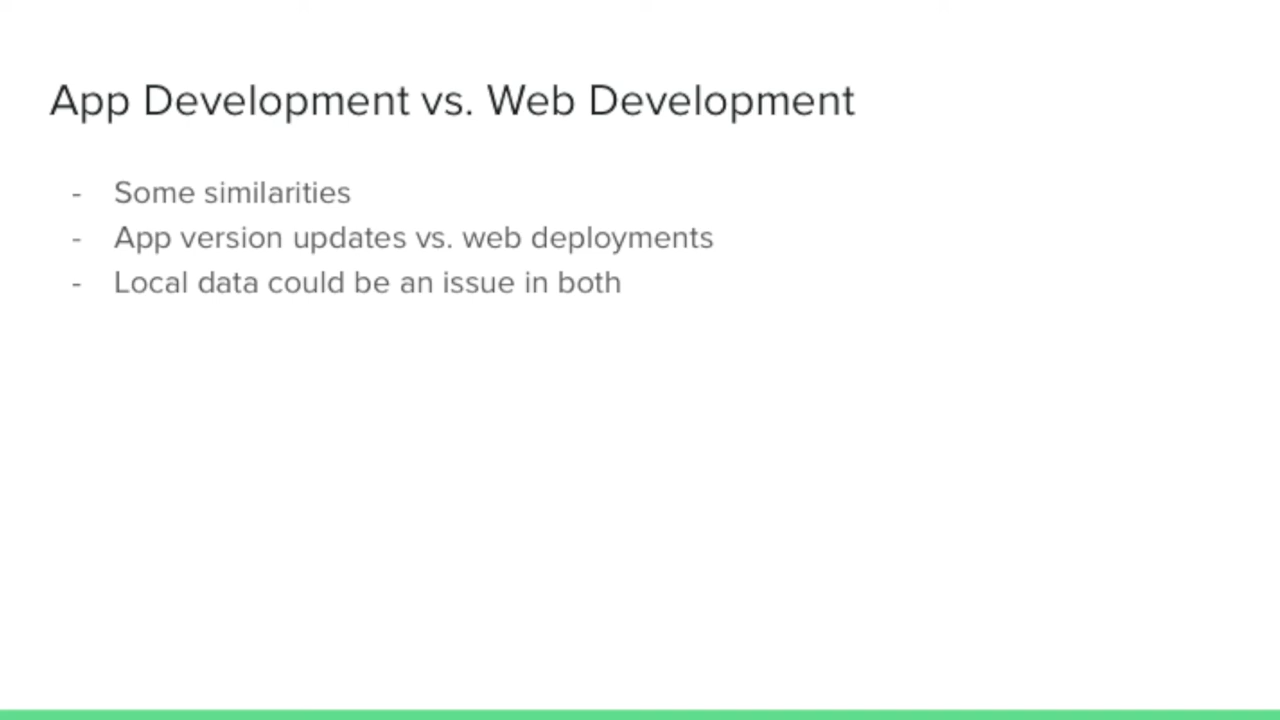 App Development vs. Web Development
- Some similarities
- App version updates vs. web deployments
- Local data could be an issue in both